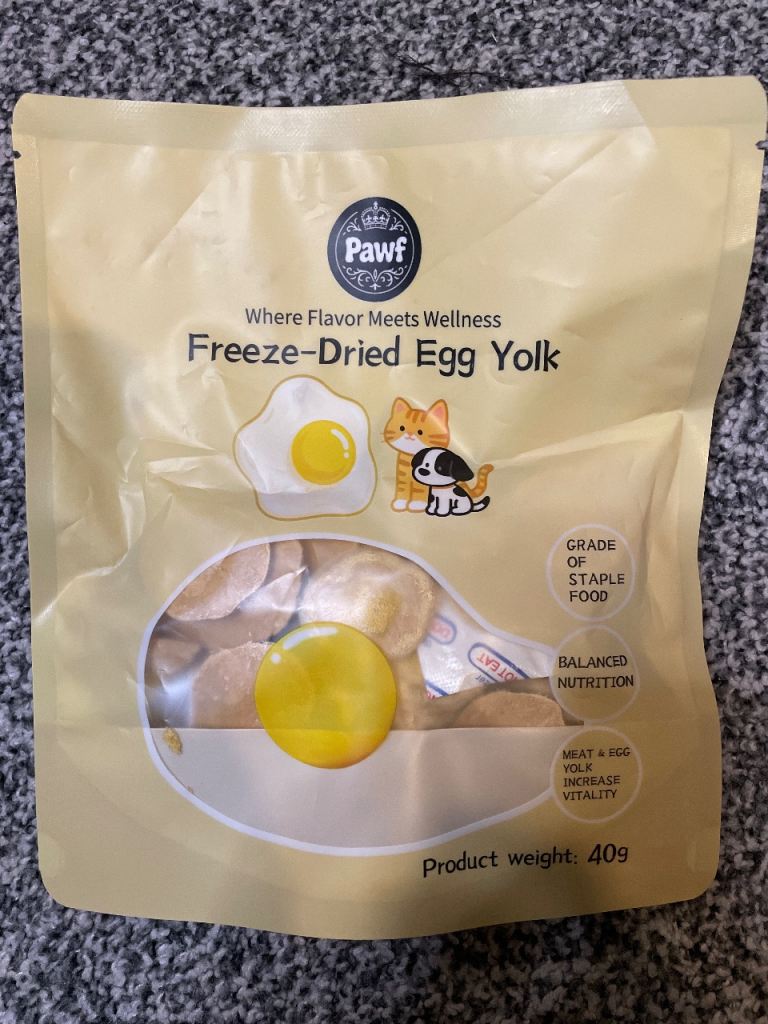 Pawf
Where Flavor Meets Wellness
Freeze-Dried Egg Yolk
GRADE
OF
STAPLE
FOOD
BALANCED
NUTRITION
MEAT & EGG
YOLK
INCREASE
VITALITY
Product weight: 40g